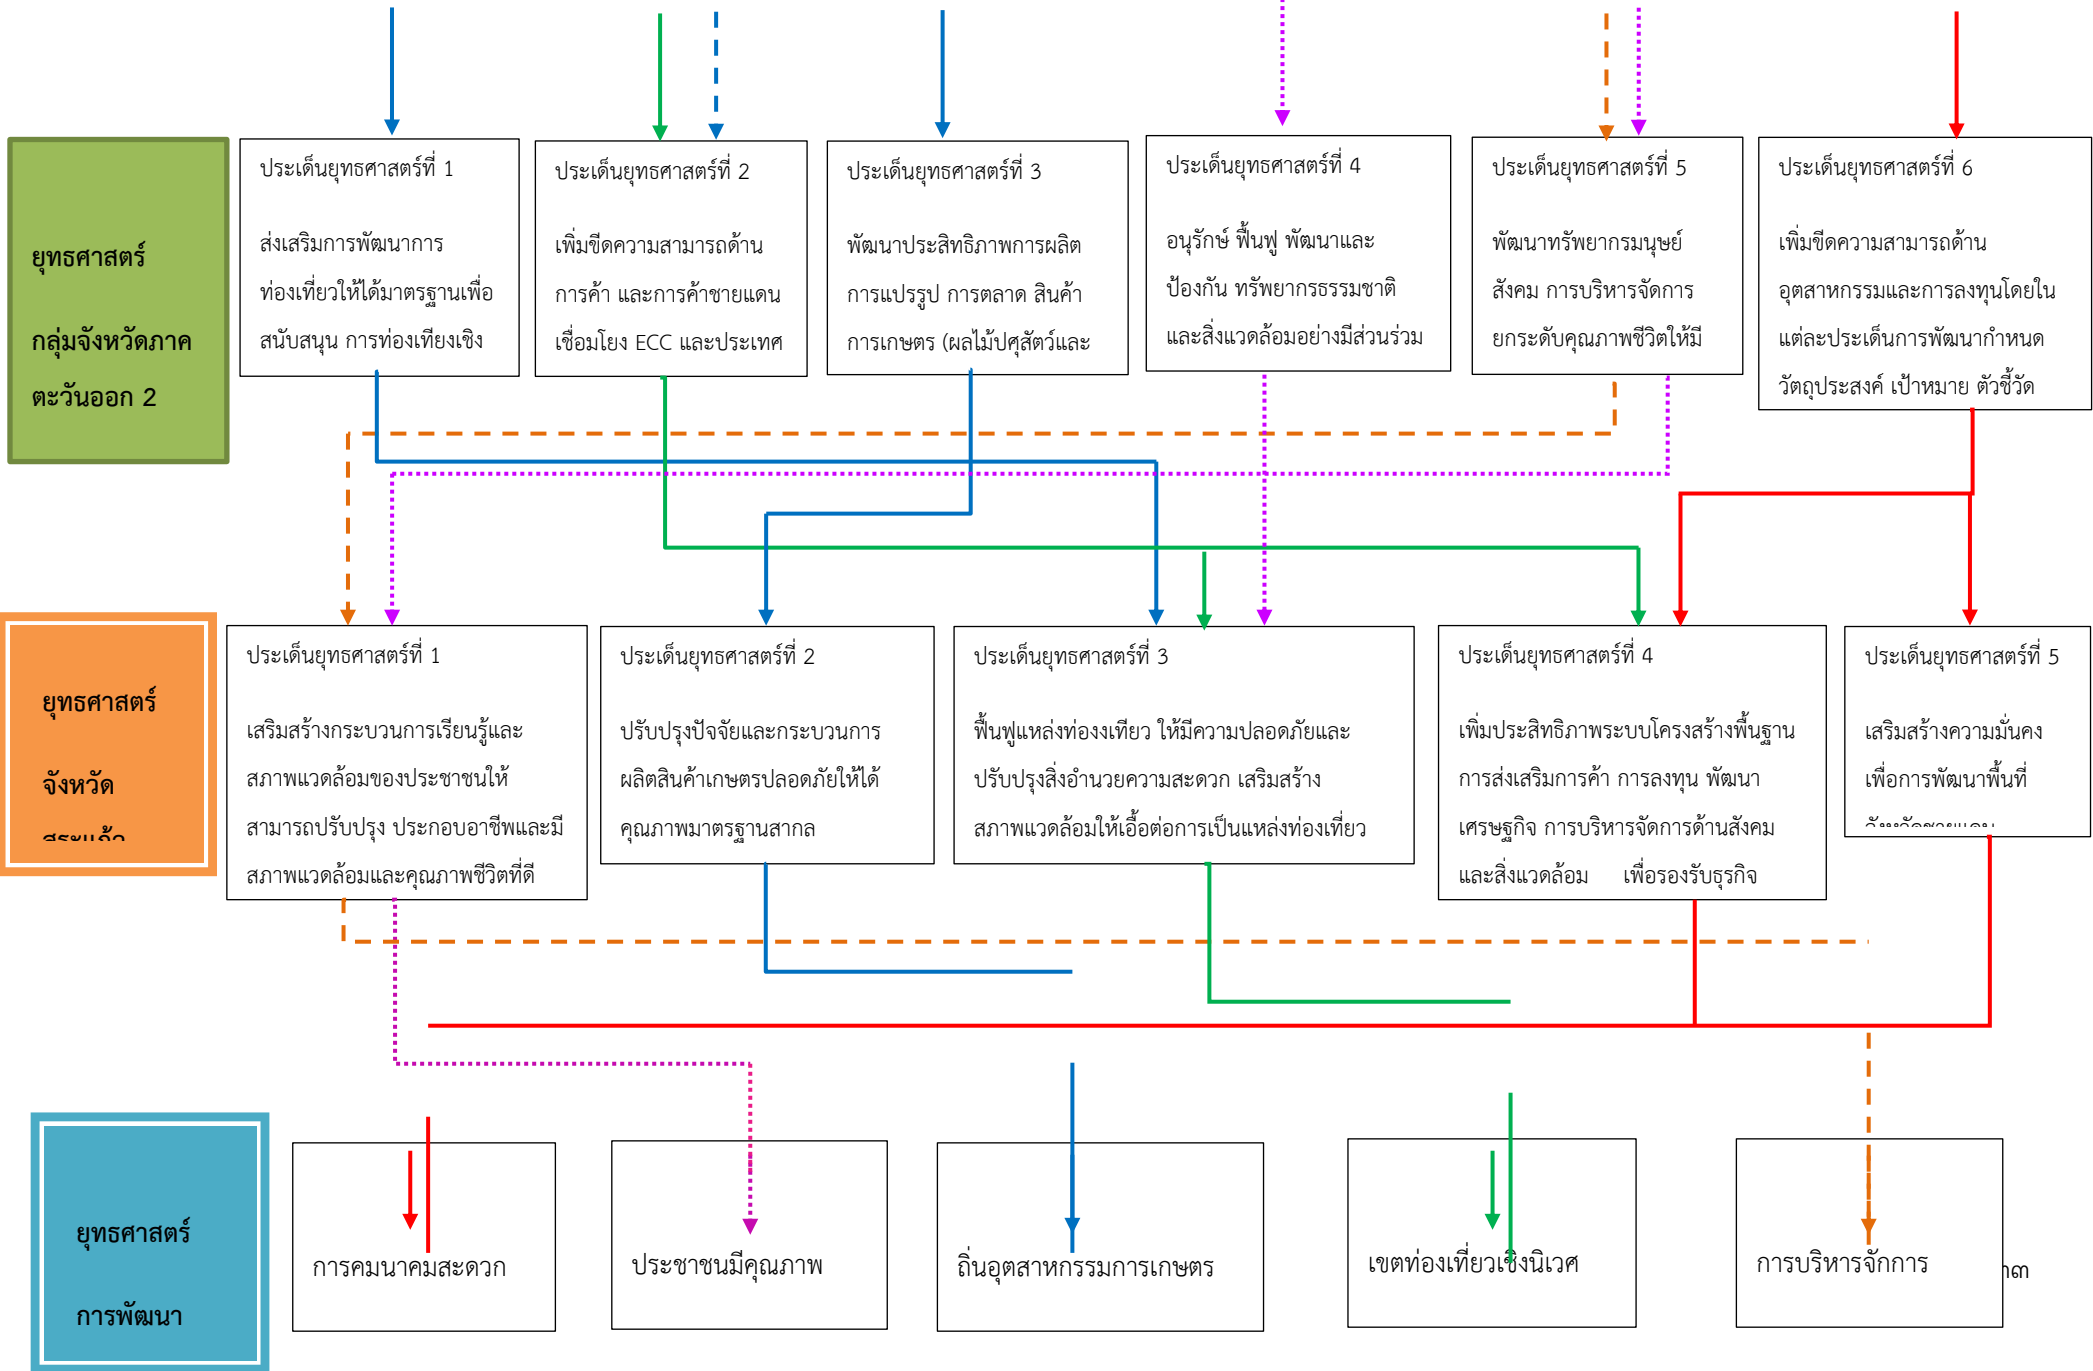 ยุทธศาสตร์
กลุ่มจังหวัดภาค
ตะวันออก 2
ประเด็นยุทธศาสตร์ที่ 1
ส่งเสริมการพัฒนาการ
ท่องเที่ยวให้ได้มาตรฐานเพื่อ
สนับสนุน การท่องเทียงเชิง
ประเด็นยุทธศาสตร์ที่ 2
เพิ่มขีดความสามารถด้าน
การค้า และการค้าชายแดน
เชื่อมโยง ECC และประเทศ
ประเด็นยุทธศาสตร์ที่ 3
พัฒนาประสิทธิภาพการผลิต
การแปรรูป การตลาด สินค้า
การเกษตร (ผลไม้ปศุสัตว์และ
ประเด็นยุทธศาสตร์ที่ 4
อนุรักษ์ ฟื้นฟู พัฒนาและ
ป้องกัน ทรัพยากรธรรมชาติ
และสิ่งแวดล้อมอย่างมีส่วนร่วม
ประเด็นยุทธศาสตร์ที่ 5
พัฒนาทรัพยากรมนุษย์
สังคม การบริหารจัดการ
ยกระดับคุณภาพชีวิตให้มี
ประเด็นยุทธศาสตร์ที่ 6
เพิ่มขีดความสามารถด้าน
อุตสาหกรรมและการลงทุนโดยใน
แต่ละประเด็นการพัฒนากำหนด
วัตถุประสงค์ เป้าหมาย ตัวชี้วัด
ยุทธศาสตร์
จังหวัด
สระแก้ว
ประเด็นยุทธศาสตร์ที่ 1
เสริมสร้างกระบวนการเรียนรู้และ
สภาพแวดล้อมของประชาชนให้
สามารถปรับปรุง ประกอบอาชีพและมี
สภาพแวดล้อมและคุณภาพชีวิตที่ดี
ประเด็นยุทธศาสตร์ที่ 2
ปรับปรุงปัจจัยและกระบวนการ
ผลิตสินค้าเกษตรปลอดภัยให้ได้
คุณภาพมาตรฐานสากล
ประเด็นยุทธศาสตร์ที่ 3
ฟื้นฟูแหล่งท่องงเทียว ให้มีความปลอดภัยและ
ปรับปรุงสิ่งอำนวยความสะดวก เสริมสร้าง
สภาพแวดล้อมให้เอื้อต่อการเป็นแหล่งท่องเที่ยว
ประเด็นยุทธศาสตร์ที่ 4
เพิ่มประสิทธิภาพระบบโครงสร้างพื้นฐาน
การส่งเสริมการค้า การลงทุน พัฒนา
เศรษฐกิจ การบริหารจัดการด้านสังคม
และสิ่งแวดล้อม เพื่อรองรับธุรกิจ
ประเด็นยุทธศาสตร์ที่ 5
เสริมสร้างความมั่นคง
เพื่อการพัฒนาพื้นที่
จังหวัดชายแดน
ยุทธศาสตร์
การพัฒนา
การคมนาคมสะดวก
ประชาชนมีคุณภาพ
ถิ่นอุตสาหกรรมการเกษตร
เขตท่องเที่ยวเชิงนิเวศ
การบริหารจักการ